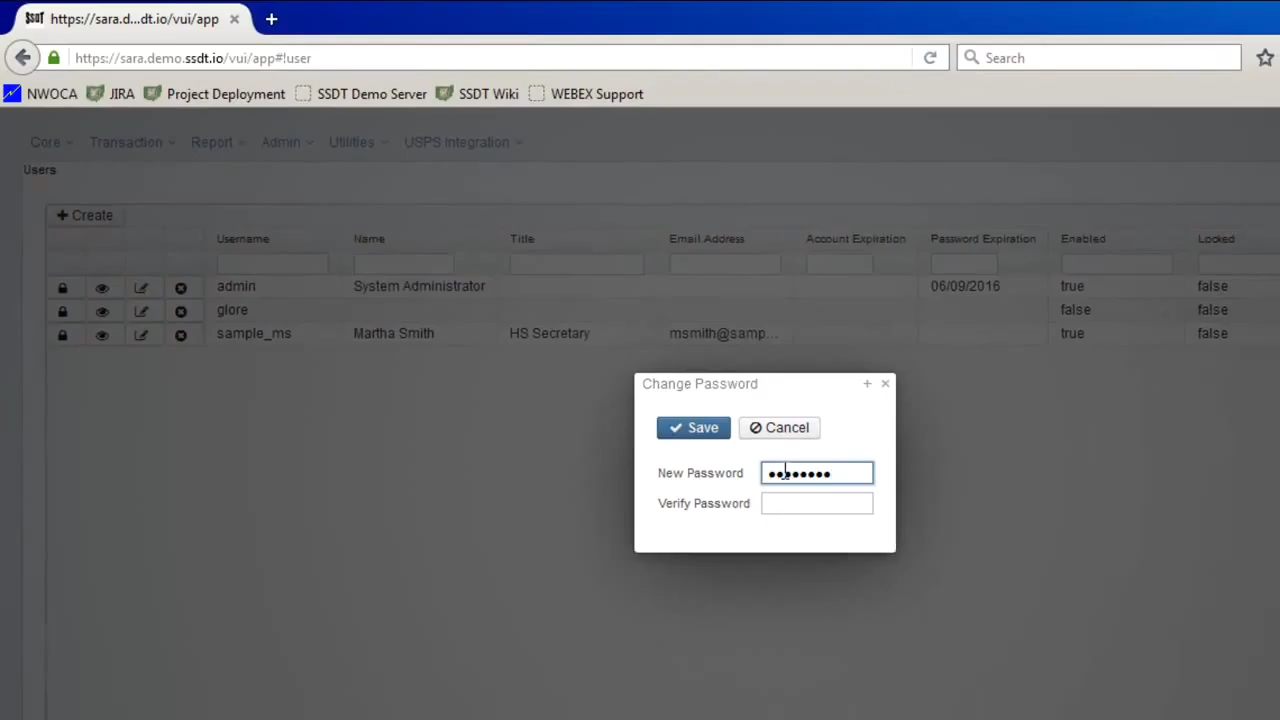 SSDT https://sara.d...dt.io/vui/app
https://sara.demo.ssdt.io/vui/app#!user Search
NWOCA JIRA Project Deployment SSDT Demo Server SSDT Wiki WEBEX Support
Core Transaction Report Admin Utilities USPS Integration
Users
Create
Username Name Title Email Address Account Expiration Password Expiration Enabled Locked
admin System Administrator 06/09/2016 true false
glore false false
sample_ms Martha Smith HS Secretary msmith@samp... true false
Change Password
Save Cancel
New Password ••••••••
Verify Password